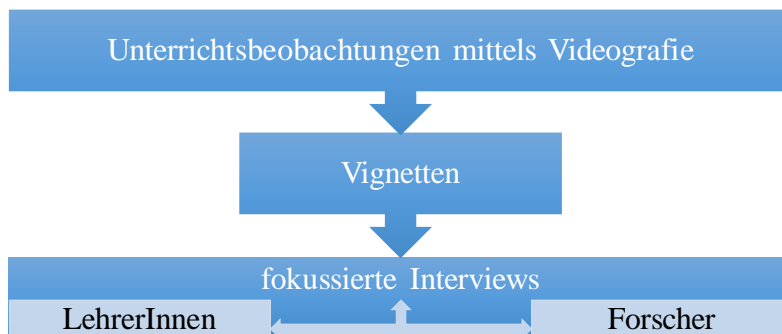 Unterrichtsbeobachtungen mittels Videografie
Vignetten
fokussierte Interviews
LehrerInnen
Forscher